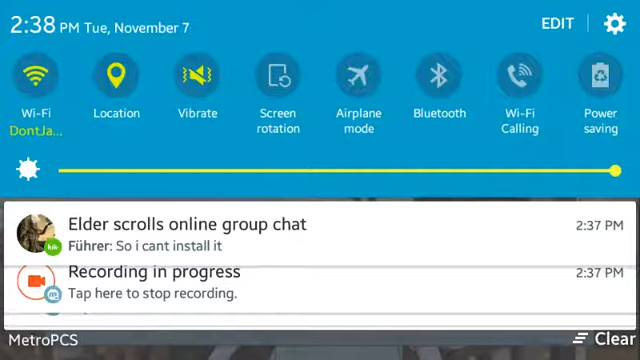 2:38 PM Tue, November 7 EDIT
Wi-Fi Location Vibrate Screen rotation Airplane mode Bluetooth Wi-Fi Calling Power saving
DontJa...
Elder scrolls online group chat 2:37 PM
Führer: So i cant install it
kik
Recording in progress 2:37 PM
Tap here to stop recording.
MetroPCS Clear